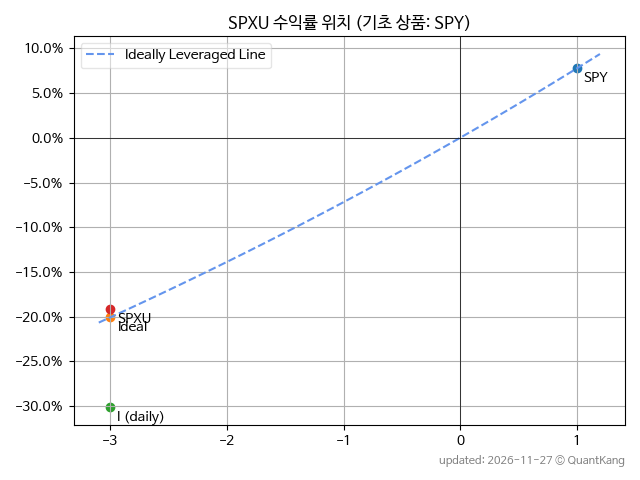 SPXU 수익률 위치 (기초 상품: SPY)
Ideally Leveraged Line
10.0%
5.0%
0.0%
−5.0%
−10.0%
−15.0%
−20.0%
−25.0%
−30.0%
SPY
SPXU
Ideal
I (daily)
−3
−2
−1
0
1
updated: 2026-11-27 © QuantKang